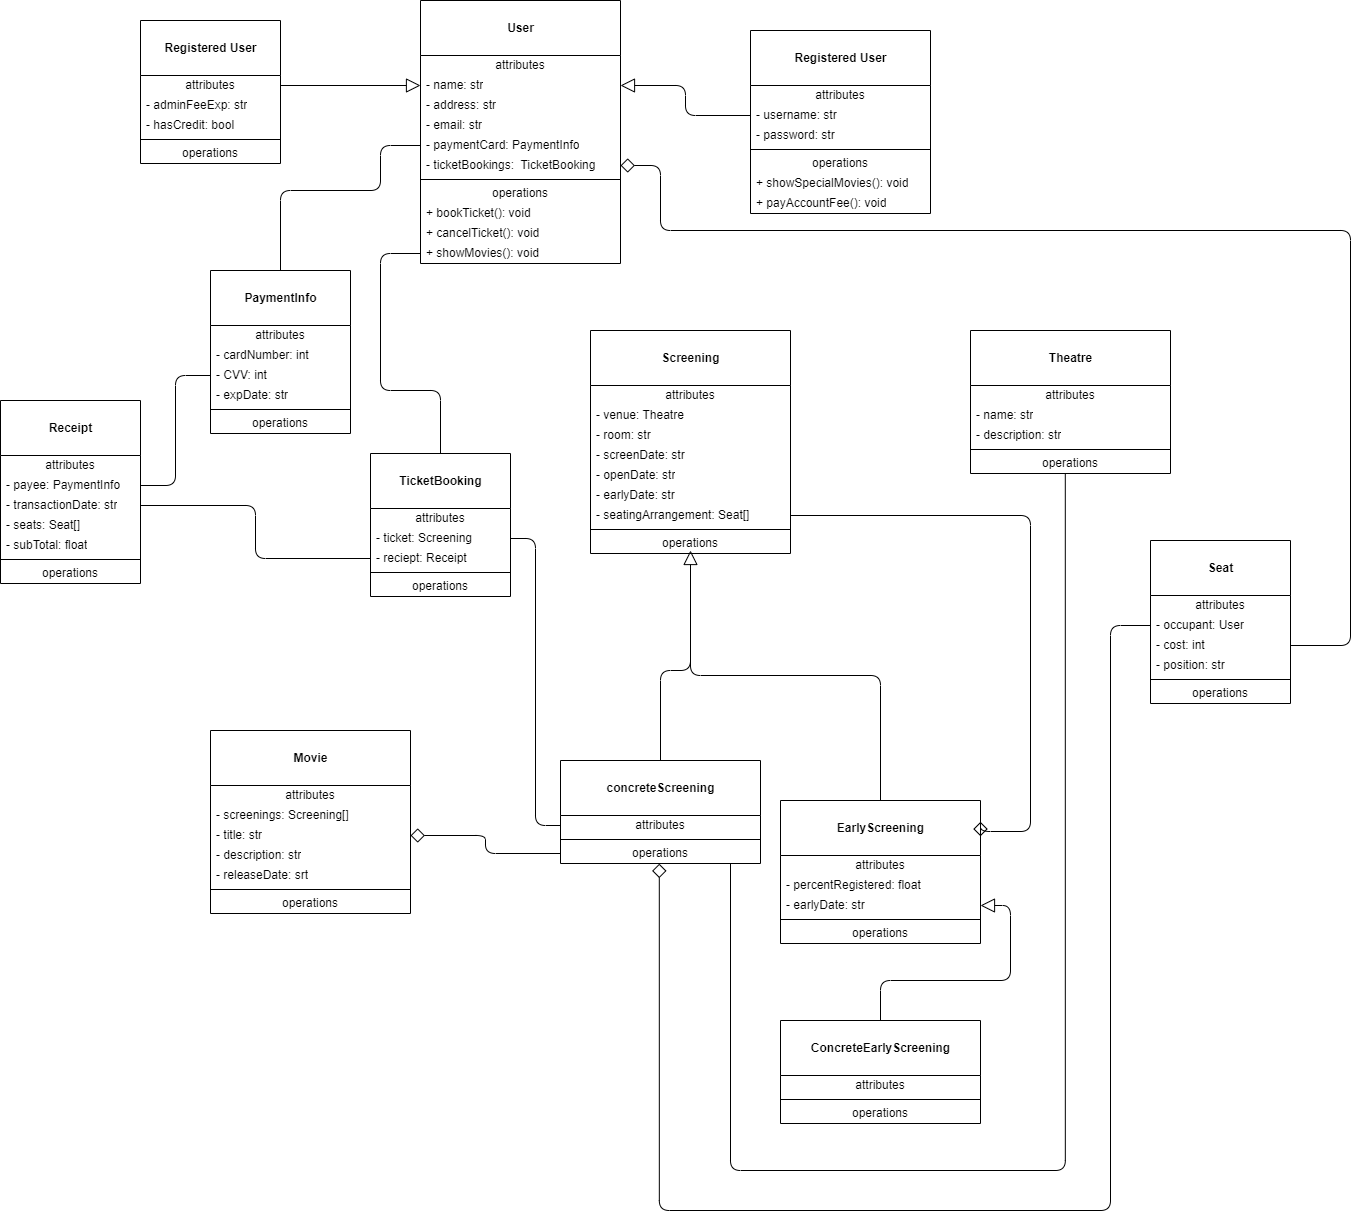 Registered User
attributes
- adminFeeExp: str
- hasCredit: bool
operations
User
attributes
- name: str
- address: str
- email: str
- paymentCard: PaymentInfo
- ticketBookings:  TicketBooking
operations
+ bookTicket(): void
+ cancelTicket(): void
+ showMovies(): void
Registered User
attributes
- username: str
- password: str
operations
+ showSpecialMovies(): void
+ payAccountFee(): void
PaymentInfo
attributes
- cardNumber: int
- CVV: int
- expDate: str
operations
Receipt
attributes
- payee: PaymentInfo
- transactionDate: str
- seats: Seat[]
- subTotal: float
operations
TicketBooking
attributes
- ticket: Screening
- reciept: Receipt
operations
Screening
attributes
- venue: Theatre
- room: str
- screenDate: str
- openDate: str
- earlyDate: str
- seatingArrangement: Seat[]
operations
Theatre
attributes
- name: str
- description: str
operations
Seat
attributes
- occupant: User
- cost: int
- position: str
operations
Movie
attributes
- screenings: Screening[]
- title: str
- description: str
- releaseDate: srt
operations
concreteScreening
attributes
operations
EarlyScreening
attributes
- percentRegistered: float
- earlyDate: str
operations
ConcreteEarlyScreening
attributes
operations